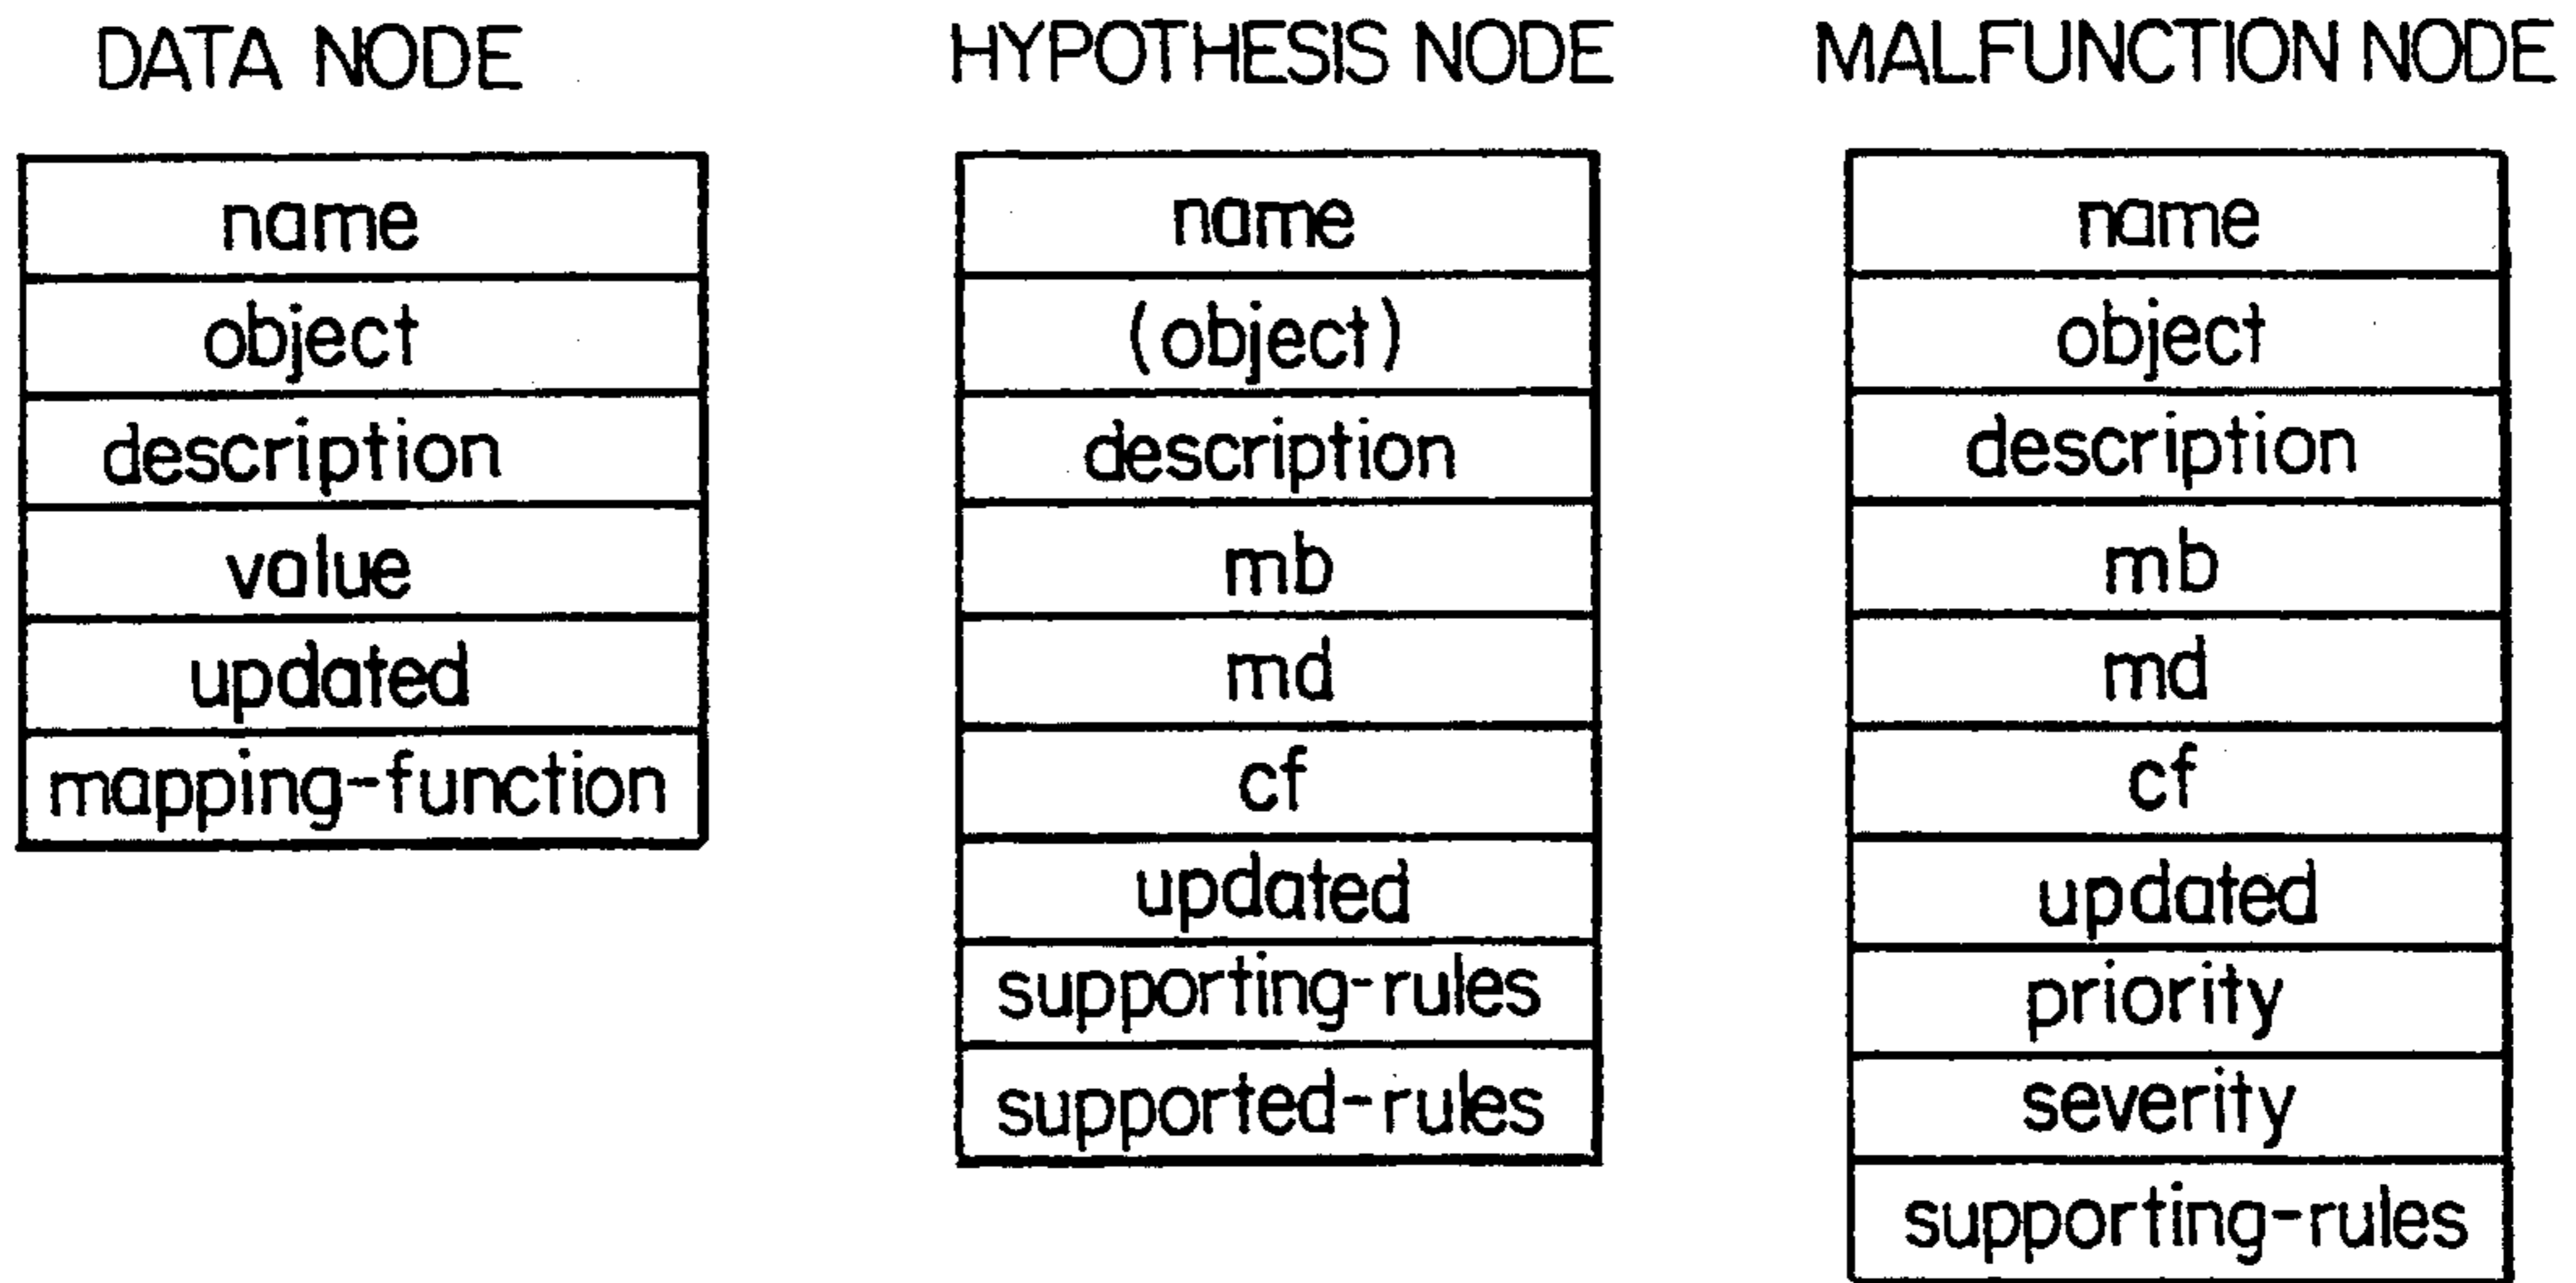 DATA NODE
name
object
description
value
updated
mapping-function
HYPOTHESIS NODE
name
(object)
description
mb
md
cf
updated
supporting-rules
supported-rules
MALFUNCTION NODE
name
object
description
mb
md
cf
updated
priority
severity
supporting-rules